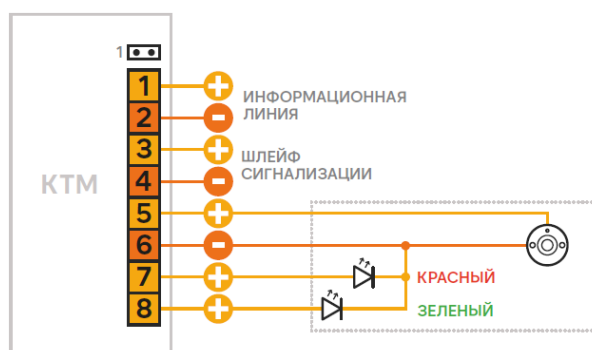 1
1
2
3
4
5
6
7
8
КТМ
+
-
+
-
+
-
+
+
ИНФОРМАЦИОННАЯ
ЛИНИЯ
ШЛЕЙФ
СИГНАЛИЗАЦИИ
КРАСНЫЙ
ЗЕЛЕНЫЙ